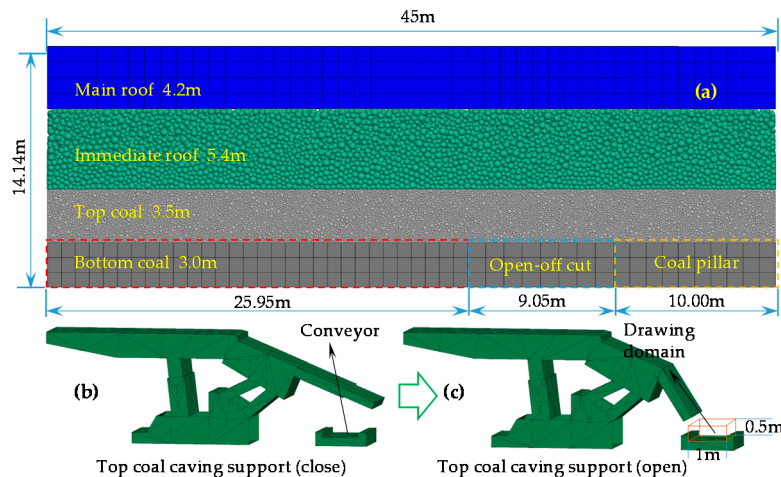 45m
Main roof 4.2m
(a)
14.14m
Immediate roof 5.4m
Top coal 3.5m
Bottom coal 3.0m
Open-off cut
Coal pillar
25.95m
9.05m
10.00m
Conveyor
Drawing
domain
(b)
(c)
0.5m
1m
Top coal caving support (close)
Top coal caving support (open)